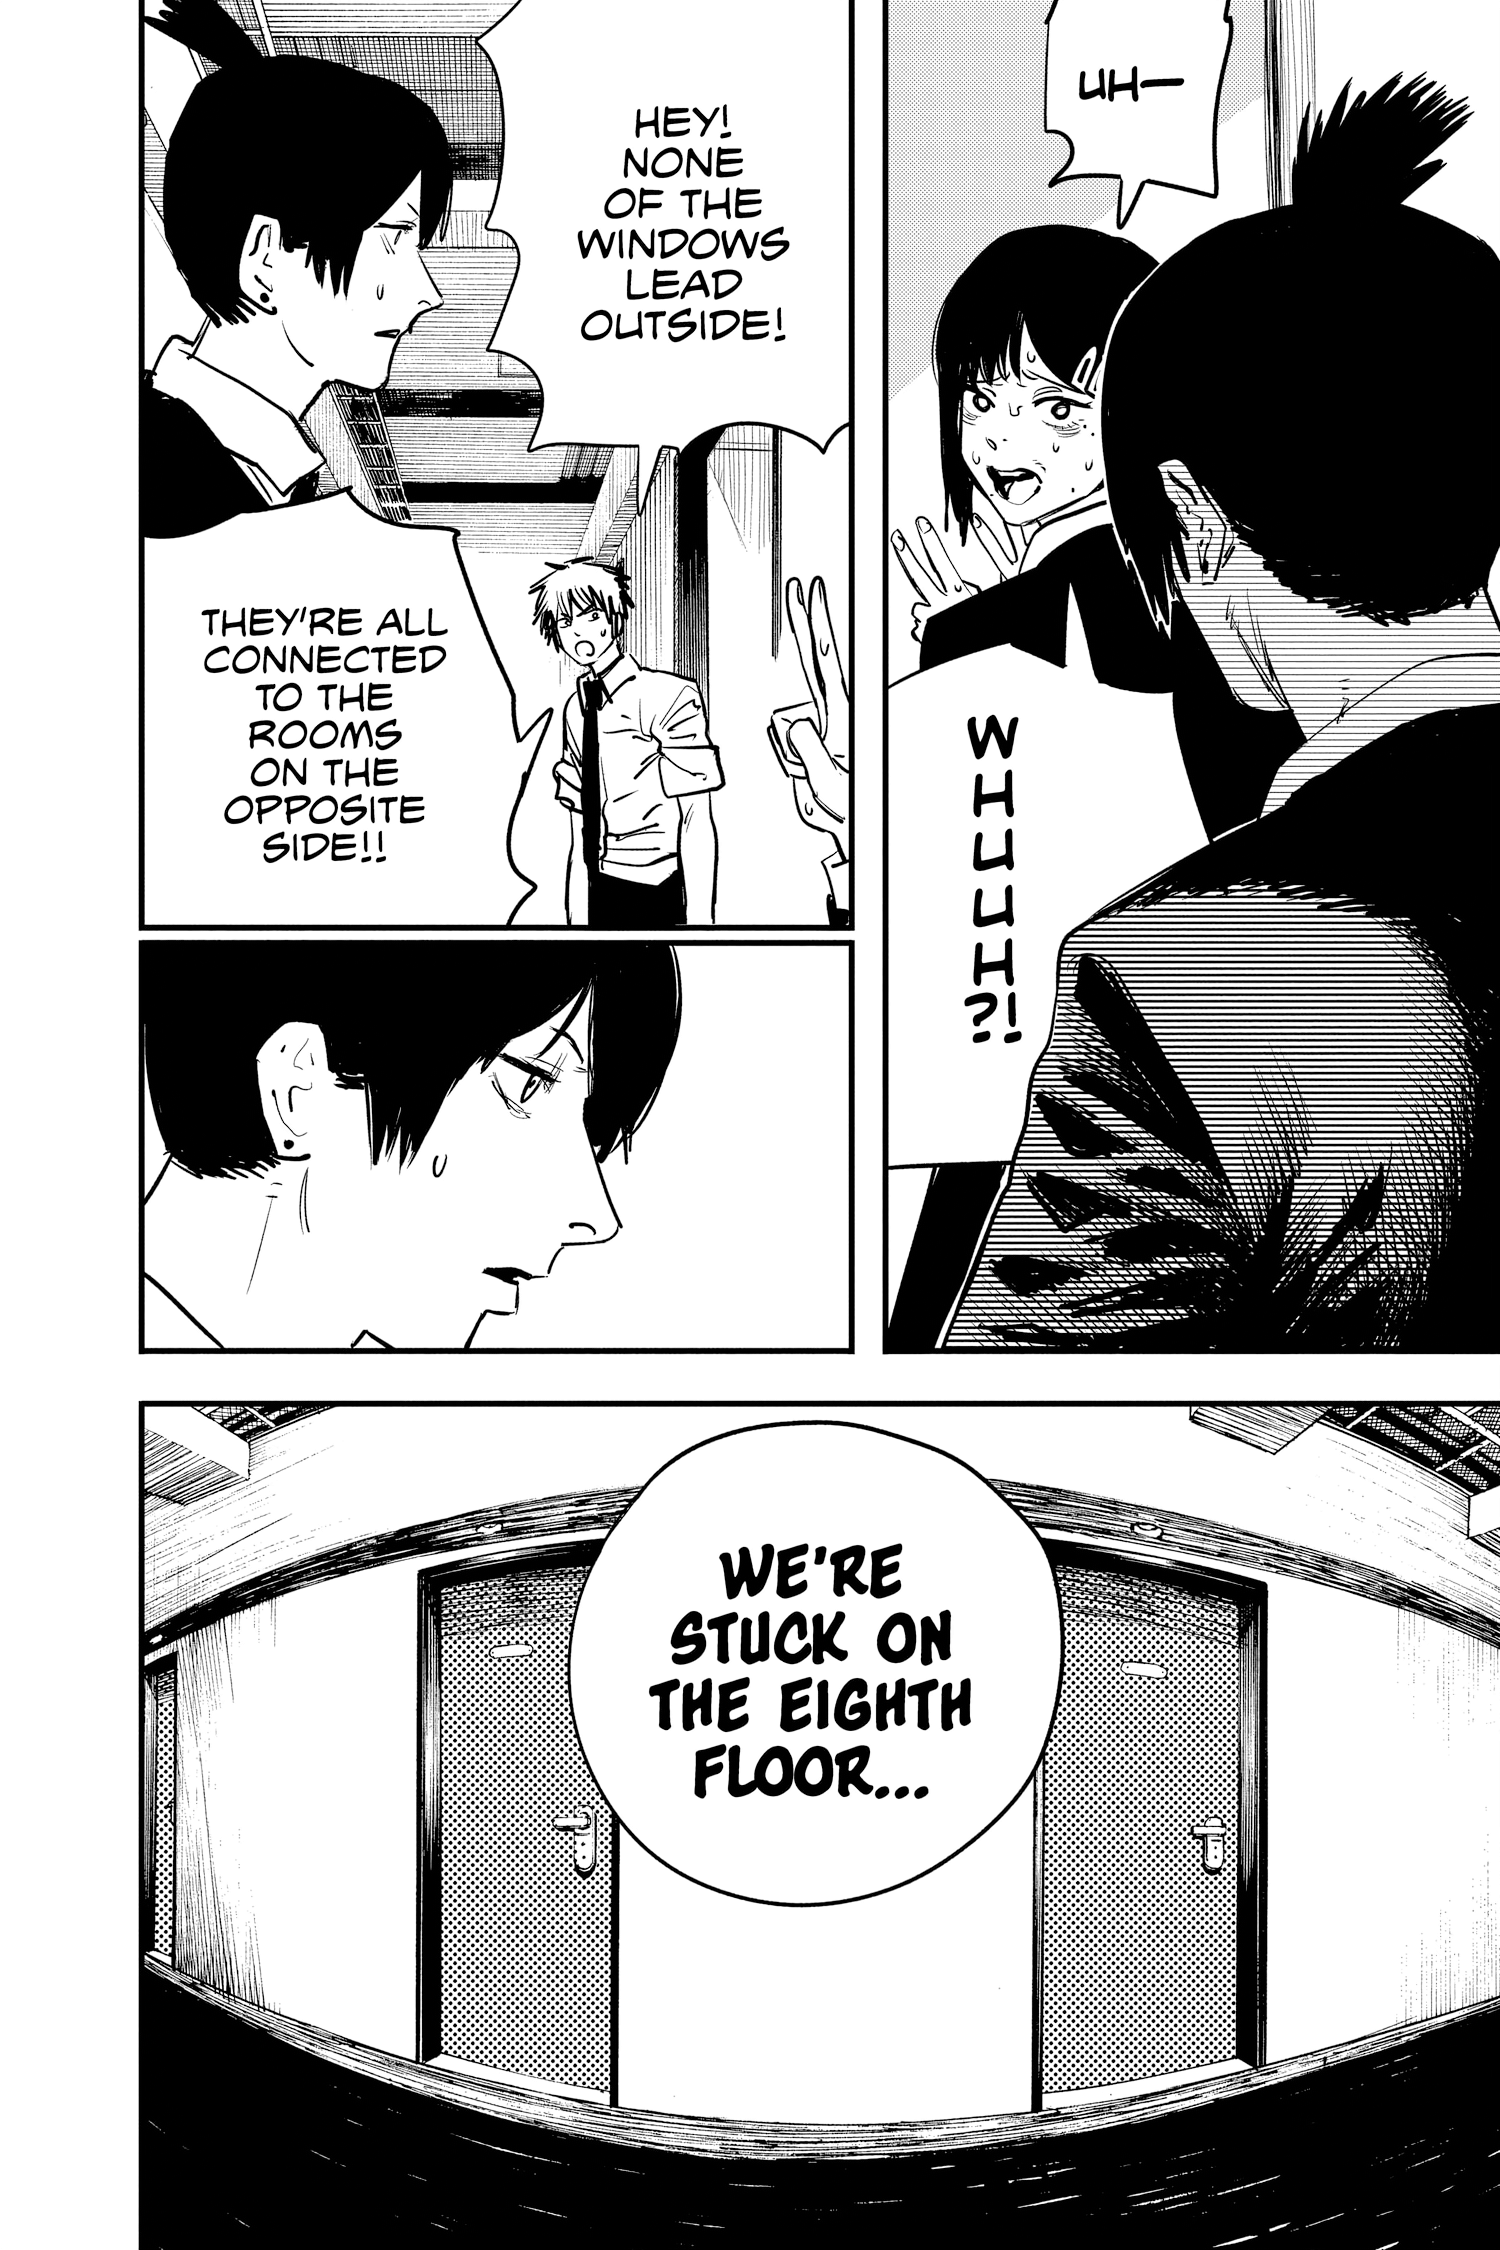 UH—
WHUUH?!
HEY!
NONE
OF THE
WINDOWS
LEAD
OUTSIDE!
THEY'RE ALL
CONNECTED
TO THE
ROOMS
ON THE
OPPOSITE
SIDE!!
WE'RE
STUCK ON
THE EIGHTH
FLOOR...